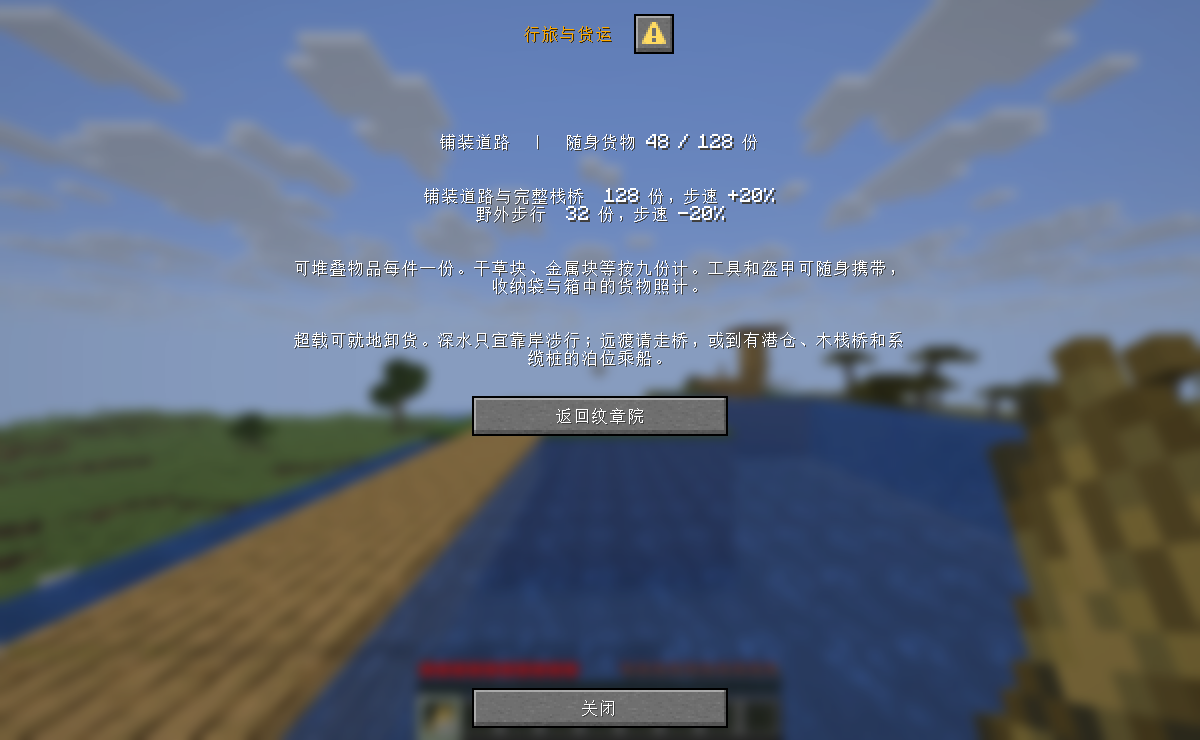 行旅与货运
铺装道路 | 随身货物 48 / 128 份
铺装道路与完整栈桥 128 份，步速 +20%
野外步行 32 份，步速 -20%
可堆叠物品每件一份。干草块、金属块等按九份计。工具和盔甲可随身携带，
收纳袋与箱中的货物照计。
超载可就地卸货。深水只宜靠岸涉行；远渡请走桥，或到有港仓、木栈桥和系
缆桩的泊位乘船。
返回纹章院
关闭